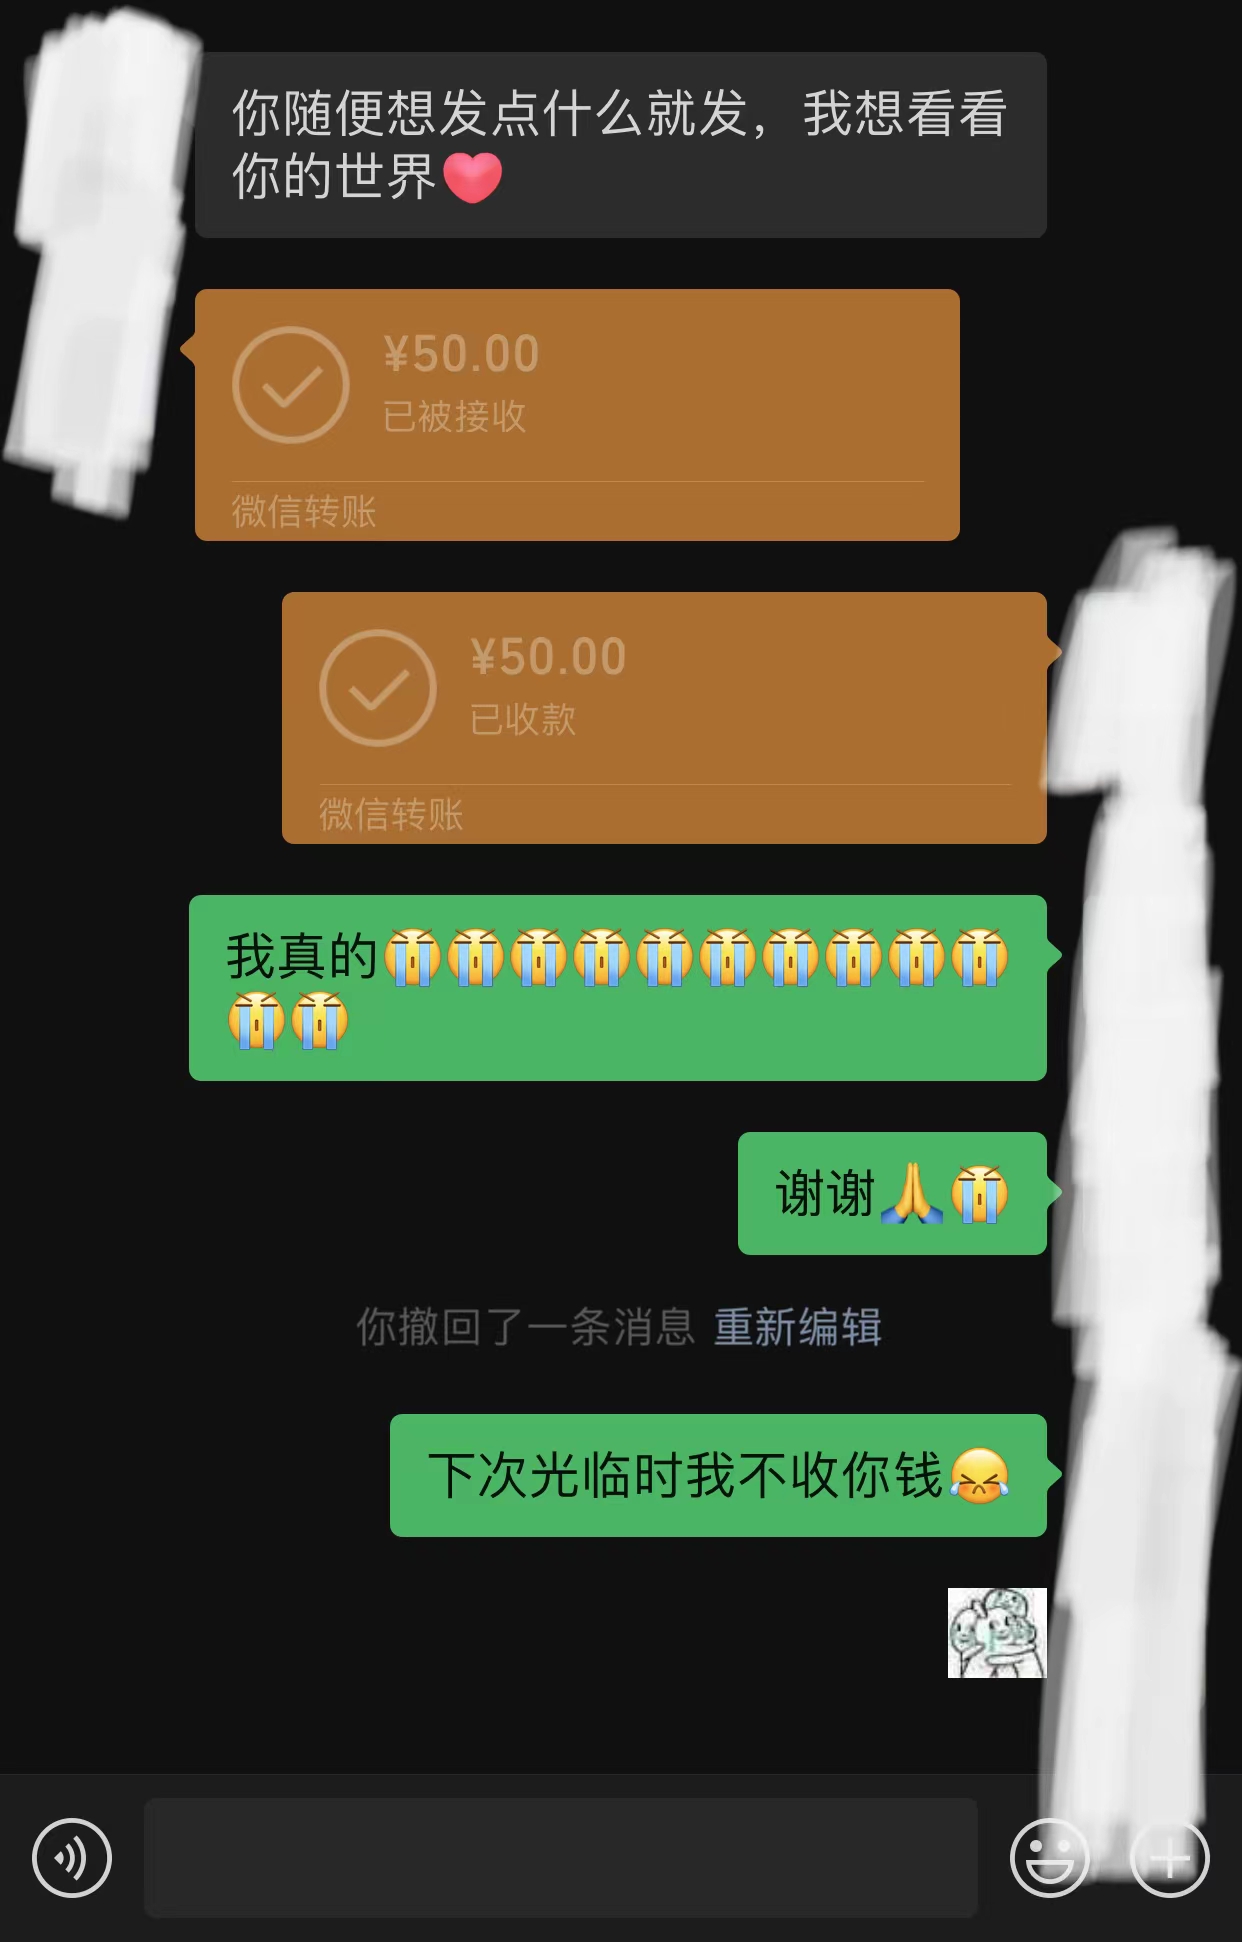 你随便想发点什么就发，我想看看
你的世界❤️
¥50.00
已被接收
微信转账
¥50.00
已收款
微信转账
我真的😭😭😭😭😭😭😭😭😭😭
😭😭
谢谢🙏😭
你撤回了一条消息 重新编辑
下次光临时我不收你钱😹